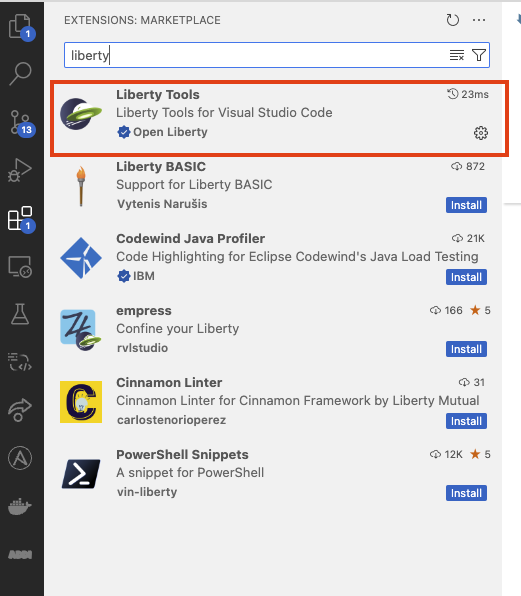 EXTENSIONS: MARKETPLACE
liberty
Liberty Tools 23ms
Liberty Tools for Visual Studio Code
Open Liberty
Liberty BASIC 872
Support for Liberty BASIC
Vytenis Narušis Install
Codewind Java Profiler 21K
Code Highlighting for Eclipse Codewind's Java Load Testing
IBM Install
empress 166 5
Confine your Liberty
rvlstudio Install
Cinnamon Linter 31
Cinnamon Linter for Cinnamon Framework by Liberty Mutual
carlostenorioperez Install
PowerShell Snippets 12K 5
A snippet for PowerShell
vin-liberty Install
1
13
1